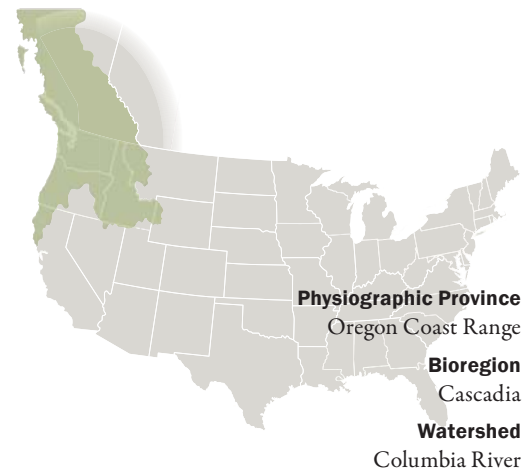 Physiographic Province
Oregon Coast Range
Bioregion
Cascadia
Watershed
Columbia River